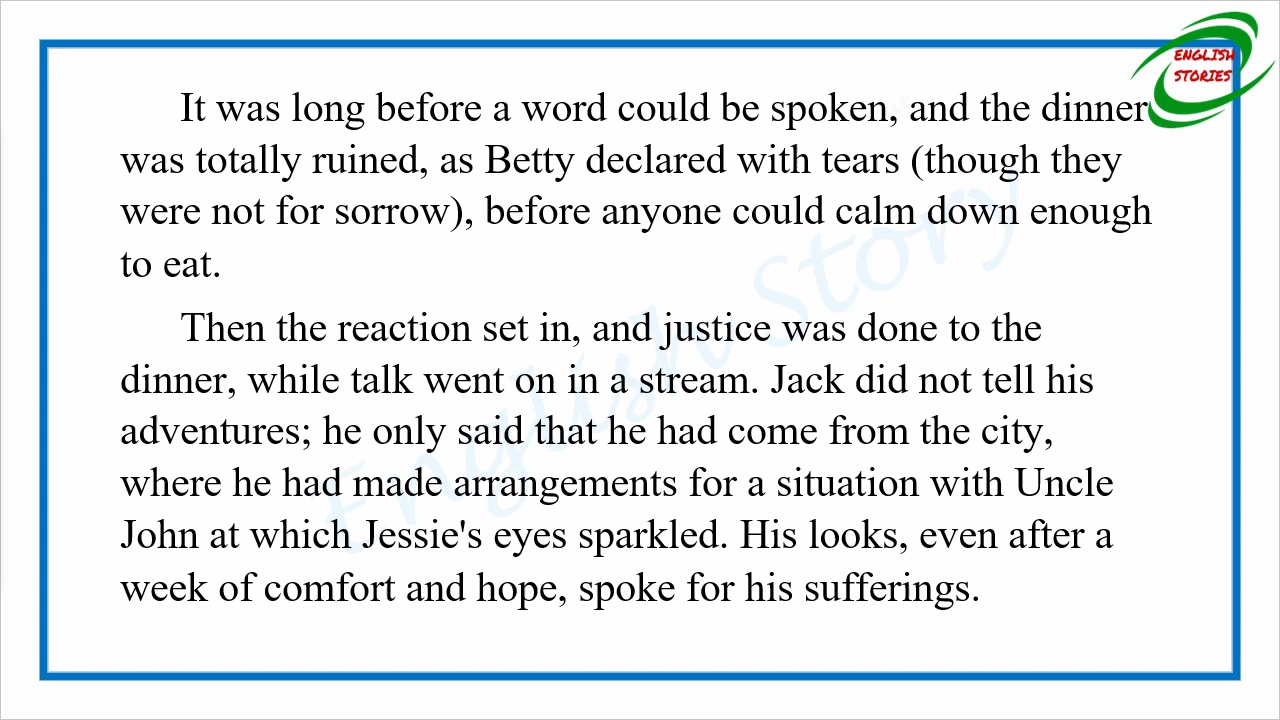 ENGLISH
STORIES
It was long before a word could be spoken, and the dinner
was totally ruined, as Betty declared with tears (though they
were not for sorrow), before anyone could calm down enough
to eat.
Then the reaction set in, and justice was done to the
dinner, while talk went on in a stream. Jack did not tell his
adventures; he only said that he had come from the city,
where he had made arrangements for a situation with Uncle
John at which Jessie's eyes sparkled. His looks, even after a
week of comfort and hope, spoke for his sufferings.
English Story